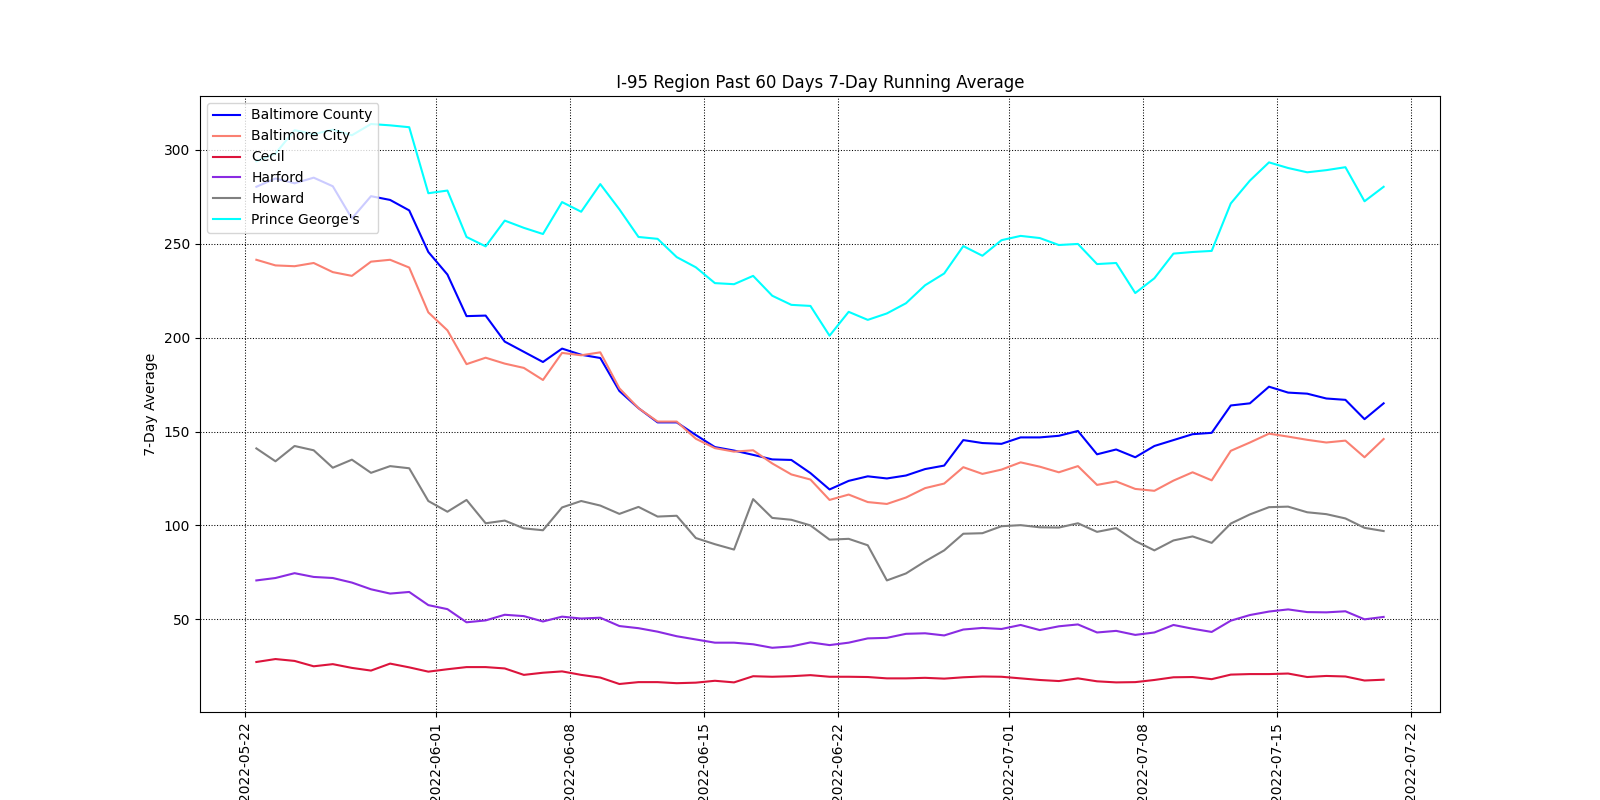 I-95 Region Past 60 Days 7-Day Running Average
Baltimore County
Baltimore City
Cecil
Harford
Howard
Prince George's
7-Day Average
300
250
200
150
100
50
2022-05-22
2022-06-01
2022-06-08
2022-06-15
2022-06-22
2022-07-01
2022-07-08
2022-07-15
2022-07-22